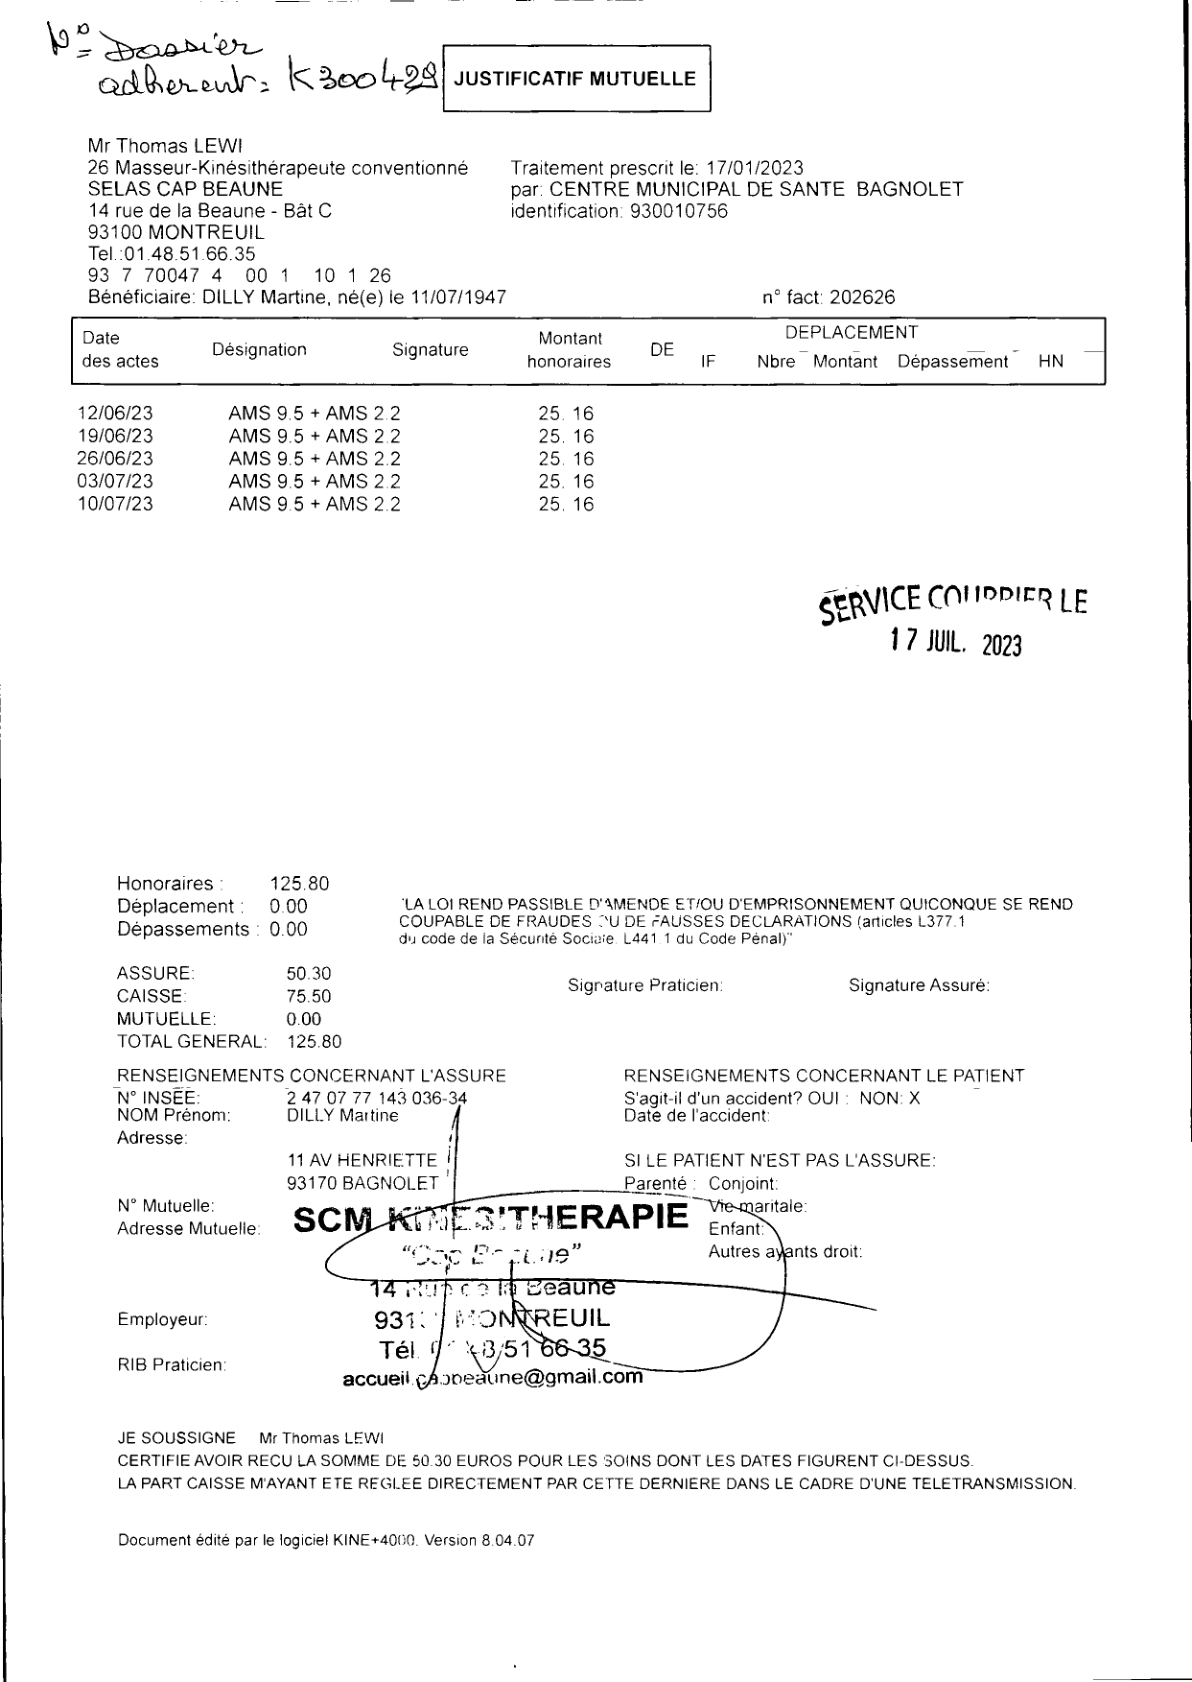 N° Dossier
adherent: K300429
JUSTIFICATIF MUTUELLE
Mr Thomas LEWI
26 Masseur-Kinésithérapeute conventionné
SELAS CAP BEAUNE
14 rue de la Beaune - Bât C
93100 MONTREUIL
Tel.:01.48.51.66.35
93 7 70047 4 00 1 10 1 26
Bénéficiaire: DILLY Martine, né(e) le 11/07/1947
Traitement prescrit le: 17/01/2023
par: CENTRE MUNICIPAL DE SANTE BAGNOLET
identification: 930010756
n° fact: 202626
Date des actes Désignation Signature Montant honoraires DE IF DEPLACEMENT Nbre Montant Dépassement HN
12/06/23 AMS 9.5 + AMS 2.2 25. 16
19/06/23 AMS 9.5 + AMS 2.2 25. 16
26/06/23 AMS 9.5 + AMS 2.2 25. 16
03/07/23 AMS 9.5 + AMS 2.2 25. 16
10/07/23 AMS 9.5 + AMS 2.2 25. 16
SERVICE COURRIER LE
17 JUIL. 2023
Honoraires : 125.80
Déplacement : 0.00
Dépassements : 0.00
"LA LOI REND PASSIBLE D'AMENDE ET/OU D'EMPRISONNEMENT QUICONQUE SE REND
COUPABLE DE FRAUDES OU DE FAUSSES DECLARATIONS (articles L377.1
du code de la Sécurité Sociale, L441.1 du Code Pénal)"
ASSURE: 50.30
CAISSE: 75.50
MUTUELLE: 0.00
TOTAL GENERAL: 125.80
Signature Praticien: Signature Assuré:
RENSEIGNEMENTS CONCERNANT L'ASSURE
N° INSEE: 2 47 07 77 143 036-34
NOM Prénom: DILLY Martine
Adresse:
11 AV HENRIETTE
93170 BAGNOLET
N° Mutuelle:
Adresse Mutuelle:
Employeur:
RIB Praticien:
RENSEIGNEMENTS CONCERNANT LE PATIENT
S'agit-il d'un accident? OUI : NON: X
Date de l'accident:
SI LE PATIENT N'EST PAS L'ASSURE:
Parenté : Conjoint:
Vie maritale:
Enfant:
Autres ayants droit:
SCM KINESITHERAPIE
"Cap Beaune"
14 Rue de la Beaune
MONTREUIL
Tél. 01 48 51 66 35
accueil.capbeaune@gmail.com
JE SOUSSIGNE Mr Thomas LEWI
CERTIFIE AVOIR RECU LA SOMME DE 50.30 EUROS POUR LES SOINS DONT LES DATES FIGURENT CI-DESSUS.
LA PART CAISSE M'AYANT ETE REGLEE DIRECTEMENT PAR CETTE DERNIERE DANS LE CADRE D'UNE TELETRANSMISSION.
Document édité par le logiciel KINE+4000. Version 8.04.07